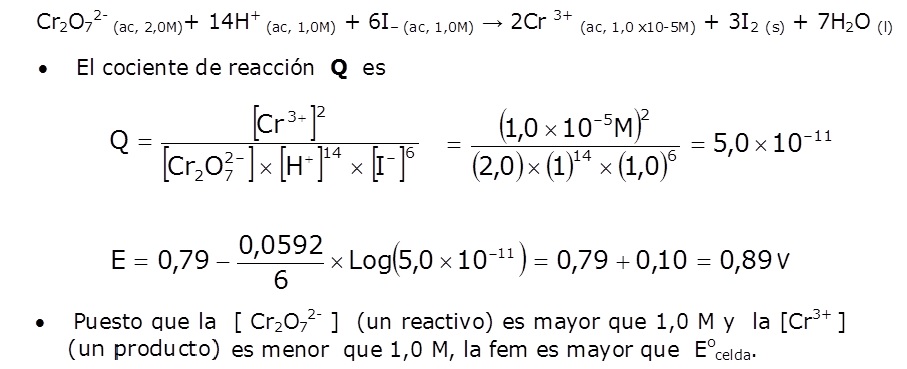 Cr₂O₇²⁻ (ac, 2,0M)+ 14H⁺ (ac, 1,0M) + 6I₋ (ac, 1,0M) → 2Cr ³⁺ (ac, 1,0 x10-5M) + 3I₂ (s) + 7H₂O (l)
• El cociente de reacción Q es
Q = [Cr³⁺]² / [Cr₂O₇²⁻] × [H⁺]¹⁴ × [I⁻]⁶ = (1,0 × 10⁻⁵M)² / (2,0) × (1)¹⁴ × (1,0)⁶ = 5,0 × 10⁻¹¹
E = 0,79 − 0,0592 / 6 × Log(5,0 × 10⁻¹¹) = 0,79 + 0,10 = 0,89 V
• Puesto que la [ Cr₂O₇²⁻ ] (un reactivo) es mayor que 1,0 M y la [Cr³⁺ ]
(un producto) es menor que 1,0 M, la fem es mayor que E°celda.